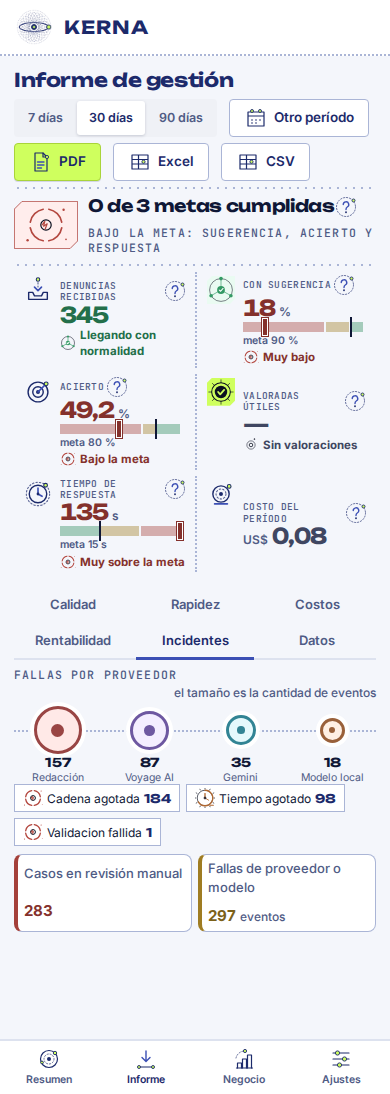 KERNA
Informe de gestión
7 días
30 días
90 días
Otro período
PDF
Excel
CSV
0 de 3 metas cumplidas ?
BAJO LA META: SUGERENCIA, ACIERTO Y
RESPUESTA
DENUNCIAS
RECIBIDAS
?
345
Llegando con
normalidad
CON SUGERENCIA ?
18 %
meta 90 %
Muy bajo
ACIERTO ?
49,2 %
meta 80 %
Bajo la meta
VALORADAS
ÚTILES
?
—
Sin valoraciones
TIEMPO DE
RESPUESTA
?
135 s
meta 15 s
Muy sobre la meta
COSTO DEL
PERÍODO
?
US$ 0,08
Calidad
Rapidez
Costos
Rentabilidad
Incidentes
Datos
FALLAS POR PROVEEDOR
el tamaño es la cantidad de eventos
157
Redacción
87
Voyage AI
35
Gemini
18
Modelo local
Cadena agotada 184
Tiempo agotado 98
Validacion fallida 1
Casos en revisión manual
283
Fallas de proveedor o
modelo
297 eventos
Resumen
Informe
Negocio
Ajustes